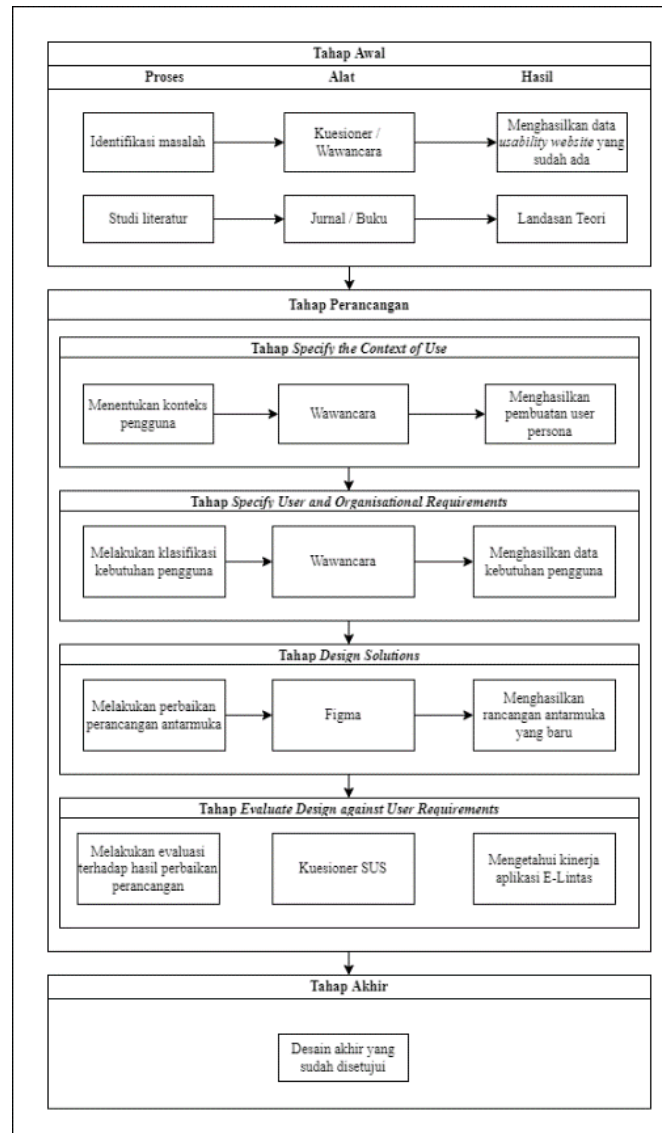 Tahap Awal
Proses
Alat
Hasil
Identifikasi masalah
Kuesioner /
Wawancara
Menghasilkan data
usability website yang
sudah ada
Studi literatur
Jurnal / Buku
Landasan Teori
Tahap Perancangan
Tahap Specify the Context of Use
Menentukan konteks
pengguna
Wawancara
Menghasilkan
pembuatan user
persona
Tahap Specify User and Organisational Requirements
Melakukan klasifikasi
kebutuhan pengguna
Wawancara
Menghasilkan data
kebutuhan pengguna
Tahap Design Solutions
Melakukan perbaikan
perancangan antarmuka
Figma
Menghasilkan
rancangan antarmuka
yang baru
Tahap Evaluate Design against User Requirements
Melakukan evaluasi
terhadap hasil perbaikan
perancangan
Kuesioner SUS
Mengetahui kinerja
aplikasi E-Lintas
Tahap Akhir
Desain akhir yang
sudah disetujui